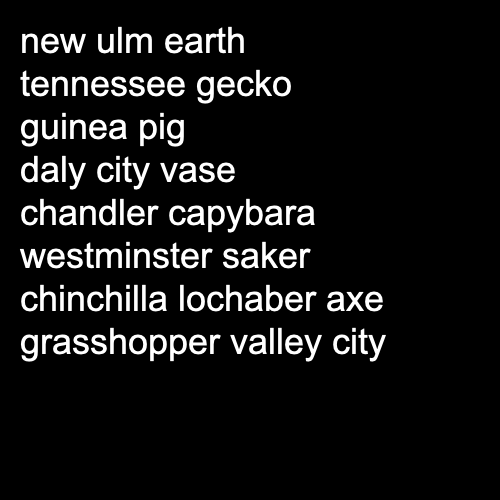 new ulm earth
tennessee gecko
guinea pig
daly city vase
chandler capybara
westminster saker
chinchilla lochaber axe
grasshopper valley city